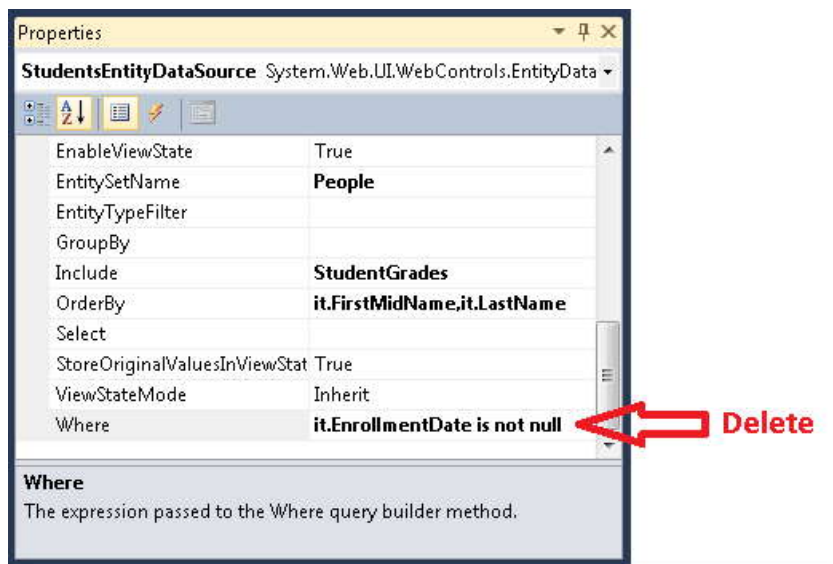 Properties
StudentsEntityDataSource System.Web.UI.WebControls.EntityData
EnableViewState True
EntitySetName People
EntityTypeFilter
GroupBy
Include StudentGrades
OrderBy it.FirstMidName,it.LastName
Select
StoreOriginalValuesInViewStat True
ViewStateMode Inherit
Where it.EnrollmentDate is not null
Delete
Where
The expression passed to the Where query builder method.